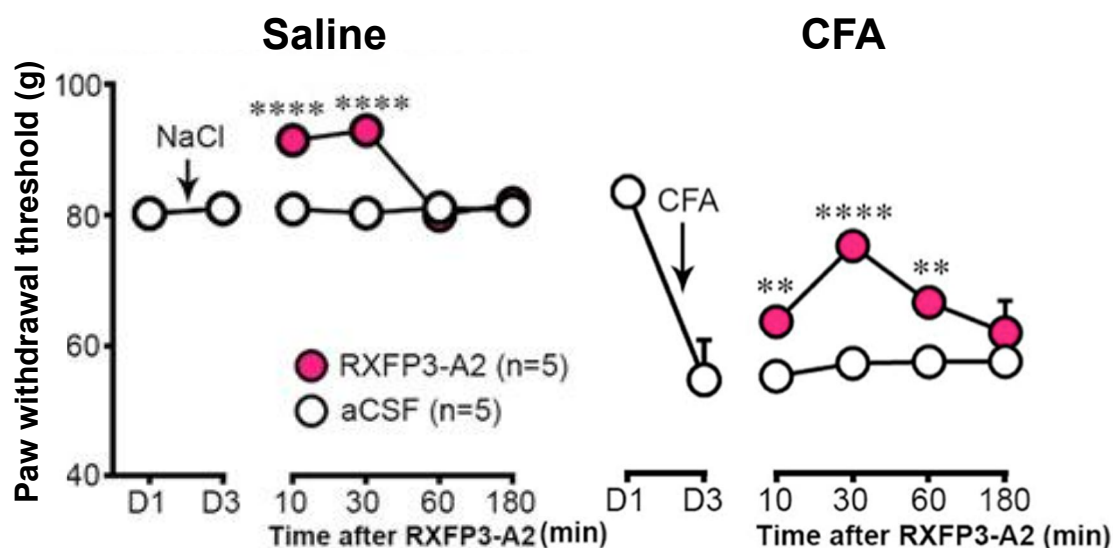 Saline
CFA
Paw withdrawal threshold (g)
100
80
60
40
NaCl
**** ****
RXFP3-A2 (n=5)
aCSF (n=5)
D1 D3 10 30 60 180
Time after RXFP3-A2 (min)
CFA
** **** **
D1 D3 10 30 60 180
Time after RXFP3-A2 (min)